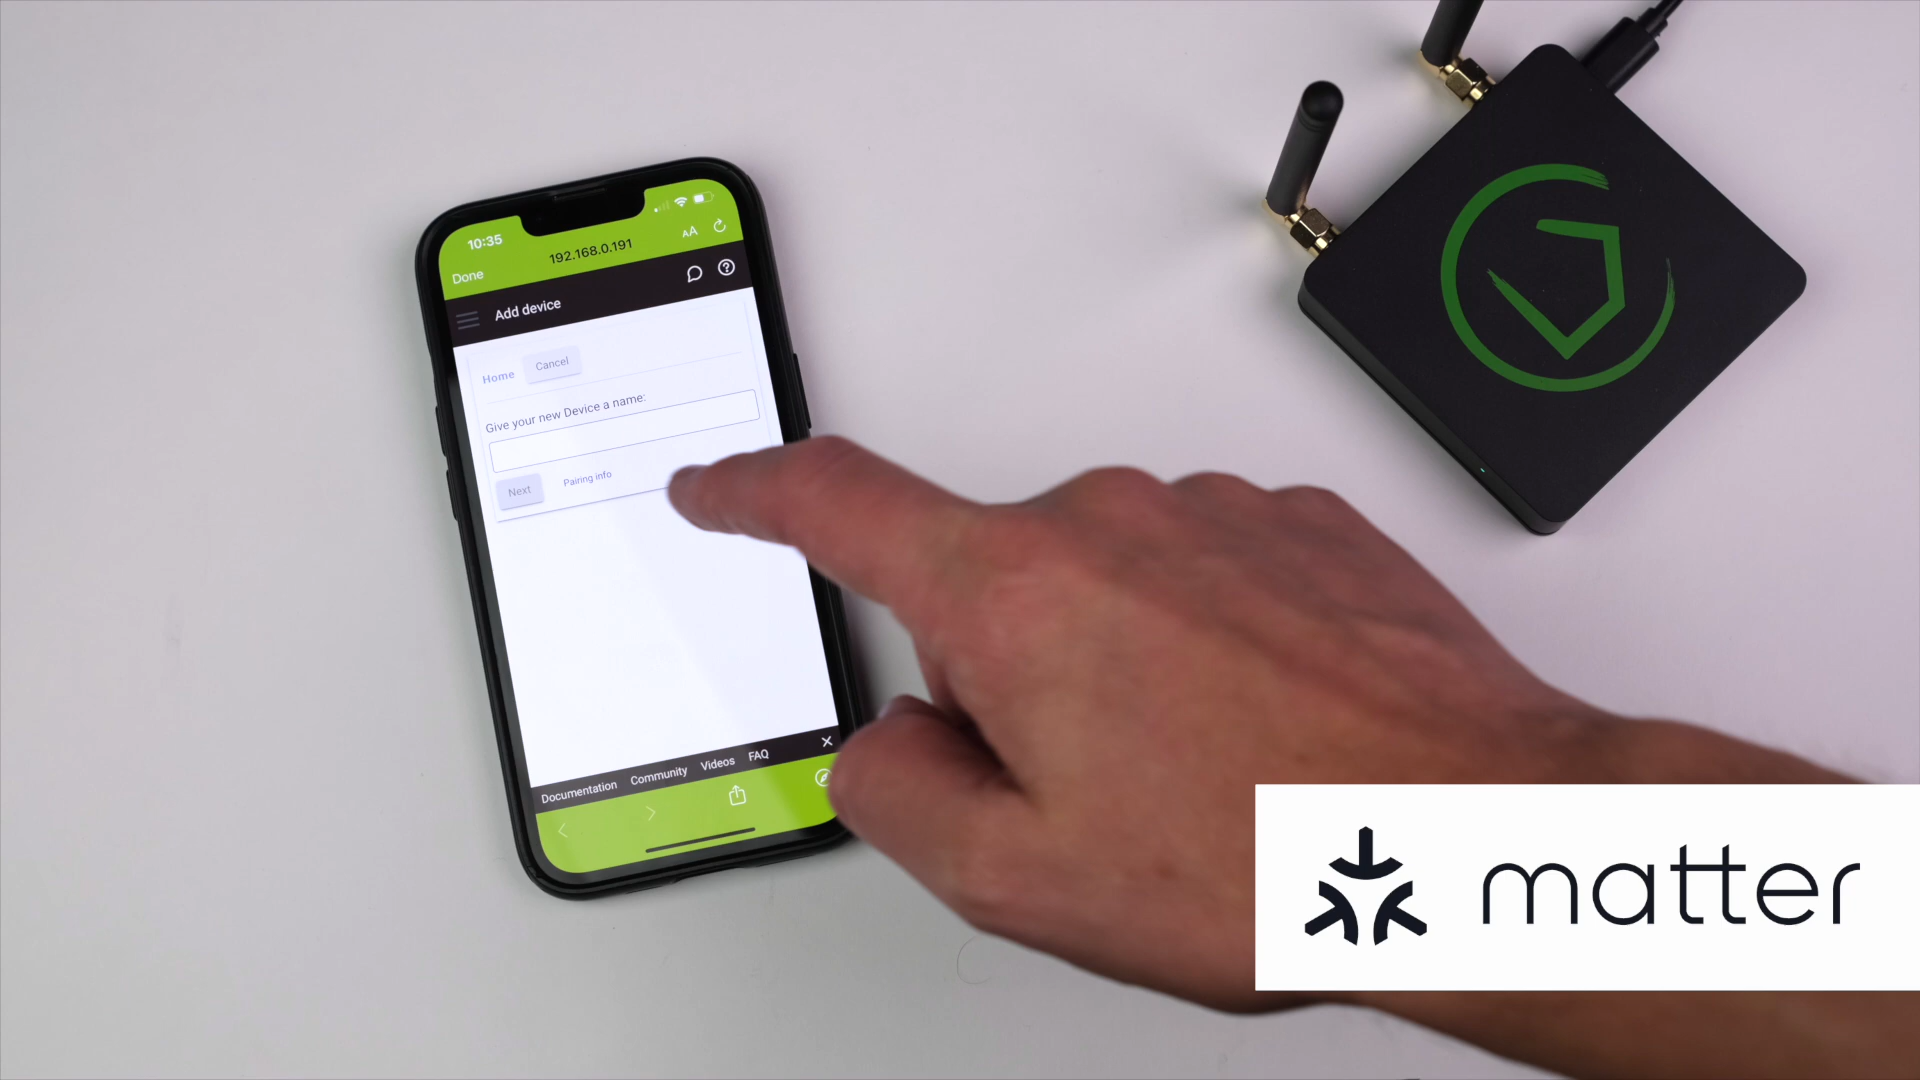 10:35
192.168.0.191
AA
Done
Add device
Home
Cancel
Give your new Device a name:
Next
Pairing info
Documentation Community Videos FAQ
matter